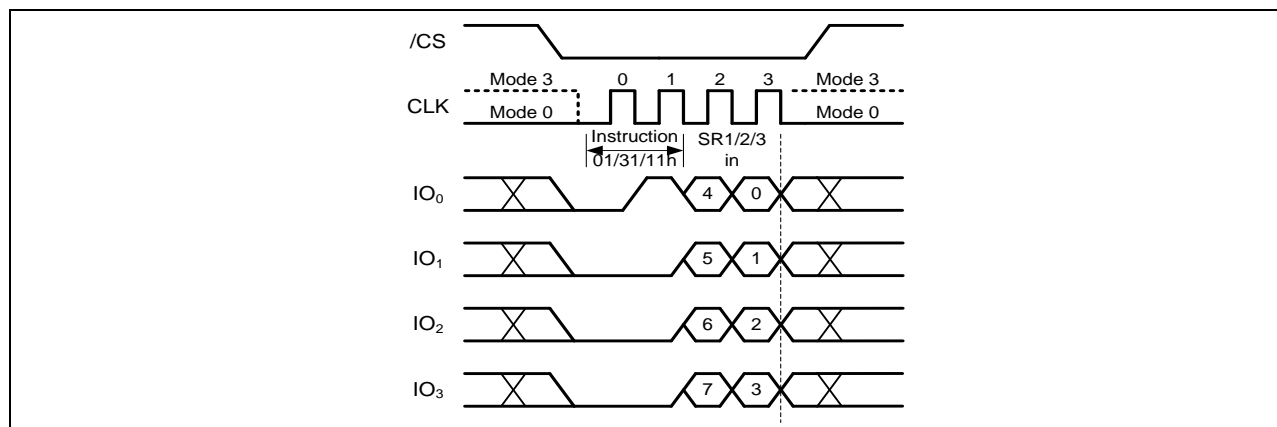 /CS
Mode 3 0 1 2 3 Mode 3
CLK
Mode 0 Mode 0
Instruction SR1/2/3
01/31/11h in
IO₀ 4 0
IO₁ 5 1
IO₂ 6 2
IO₃ 7 3